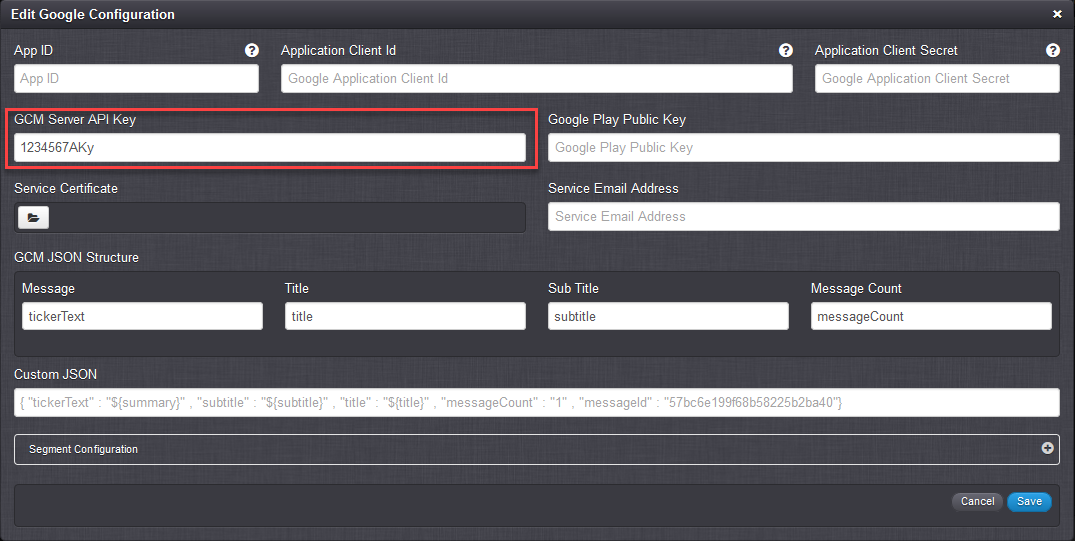 Edit Google Configuration
App ID Application Client Id Application Client Secret
App ID Google Application Client Id Google Application Client Secret
GCM Server API Key Google Play Public Key
1234567AKy Google Play Public Key
Service Certificate Service Email Address
Service Email Address
GCM JSON Structure
Message Title Sub Title Message Count
tickerText title subtitle messageCount
Custom JSON
{ "tickerText" : "${summary}" , "subtitle" : "${subtitle}" , "title" : "${title}" , "messageCount" : "1" , "messageId" : "57bc6e199f68b58225b2ba40"}
Segment Configuration
Cancel Save